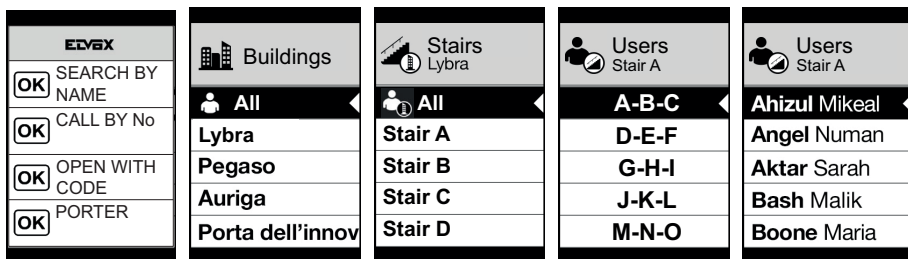 ELVOX
OK SEARCH BY
NAME
OK CALL BY No
OK OPEN WITH
CODE
OK PORTER
Buildings
All
Lybra
Pegaso
Auriga
Porta dell'innov
Stairs
Lybra
All
Stair A
Stair B
Stair C
Stair D
Users
Stair A
A-B-C
D-E-F
G-H-I
J-K-L
M-N-O
Users
Stair A
Ahizul Mikeal
Angel Numan
Aktar Sarah
Bash Malik
Boone Maria